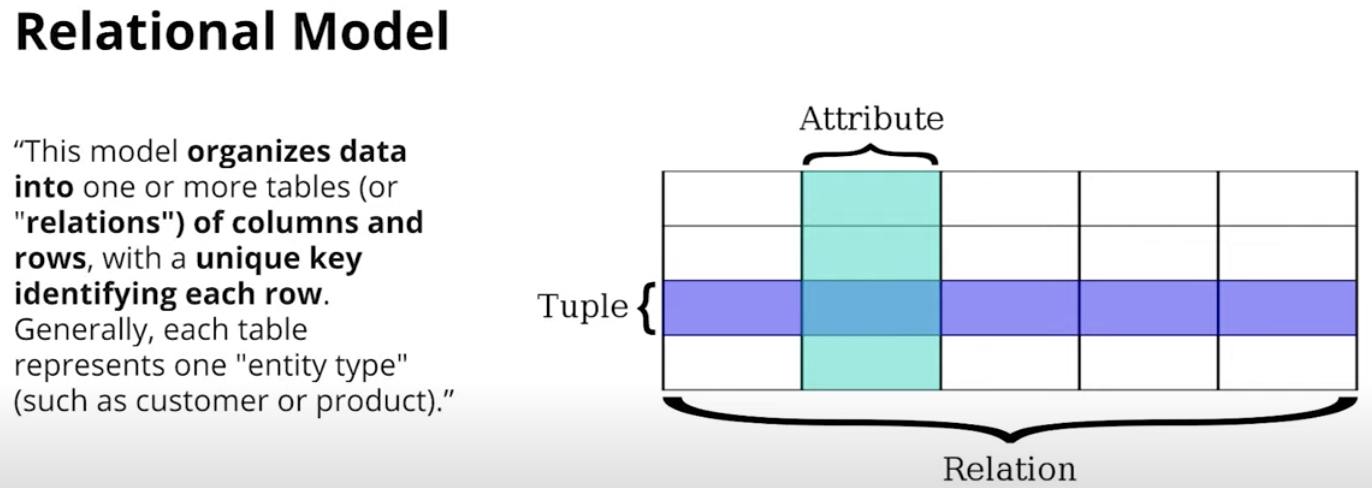 Relational Model
“This model organizes data
into one or more tables (or
"relations") of columns and
rows, with a unique key
identifying each row.
Generally, each table
represents one "entity type"
(such as customer or product).”
Attribute
Tuple
Relation